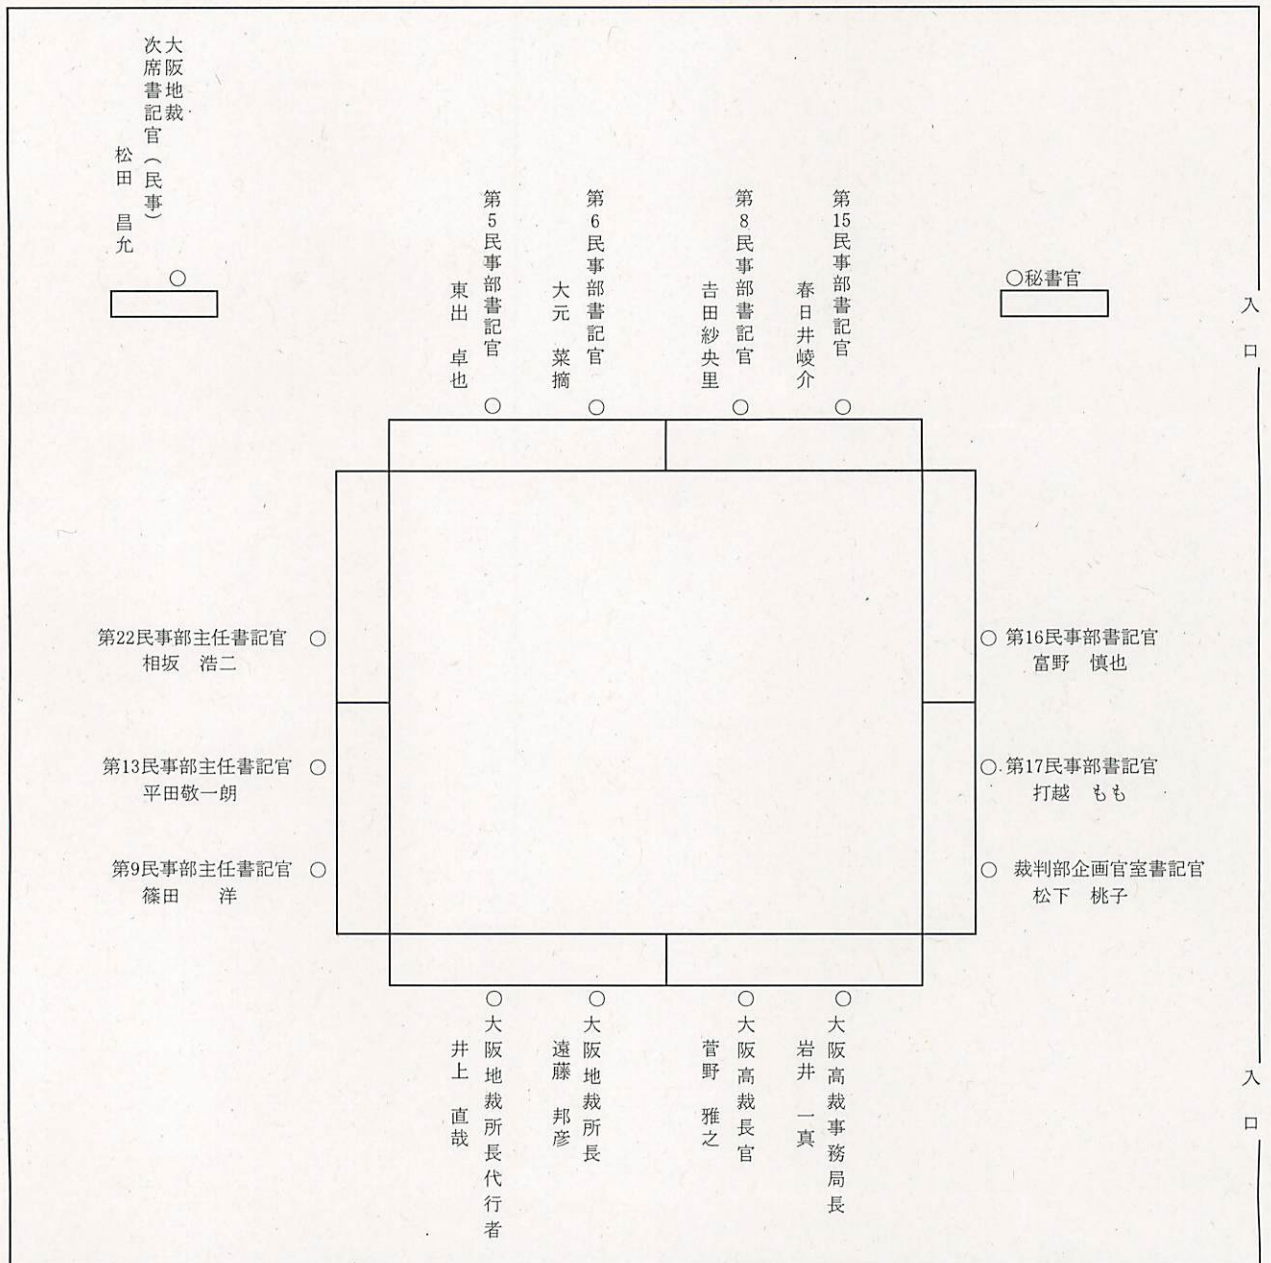 大阪地裁
次席書記官（民事）
松田　昌允
○
第5民事部書記官
東出　卓也
○
第6民事部書記官
大元　菜摘
○
第8民事部書記官
吉田紗央里
○
第15民事部書記官
春日井崚介
○
○秘書官
入口
第22民事部主任書記官　○
相坂　浩二
第13民事部主任書記官　○
平田敬一朗
第9民事部主任書記官　○
篠田　　洋
○ 第16民事部書記官
富野　慎也
○ 第17民事部書記官
打越　もも
○ 裁判部企画官室書記官
松下　桃子
○大阪地裁所長代行者
井上　直哉
○大阪地裁所長
遠藤　邦彦
○大阪高裁長官
菅野　雅之
○大阪高裁事務局長
岩井　一真
入口